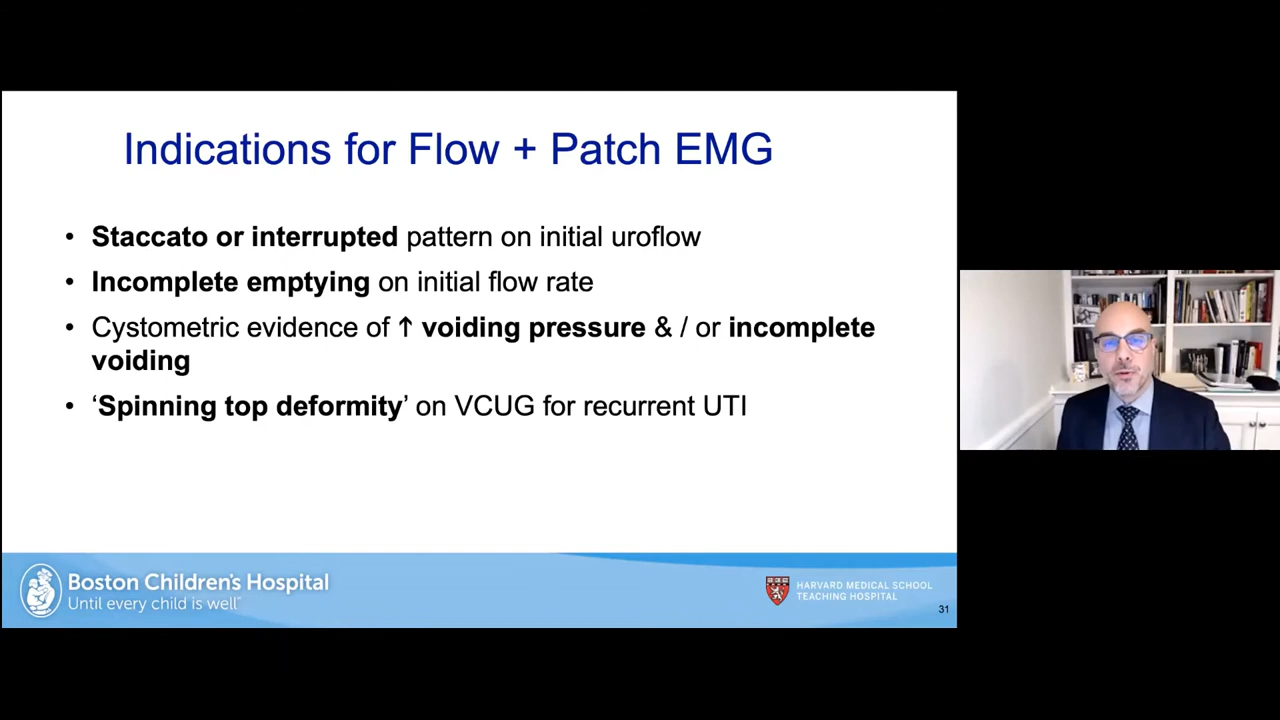 Indications for Flow + Patch EMG
• Staccato or interrupted pattern on initial uroflow
• Incomplete emptying on initial flow rate
• Cystometric evidence of ↑ voiding pressure & / or incomplete
voiding
• ‘Spinning top deformity’ on VCUG for recurrent UTI
Boston Children's Hospital
Until every child is well™
HARVARD MEDICAL SCHOOL
TEACHING HOSPITAL
31